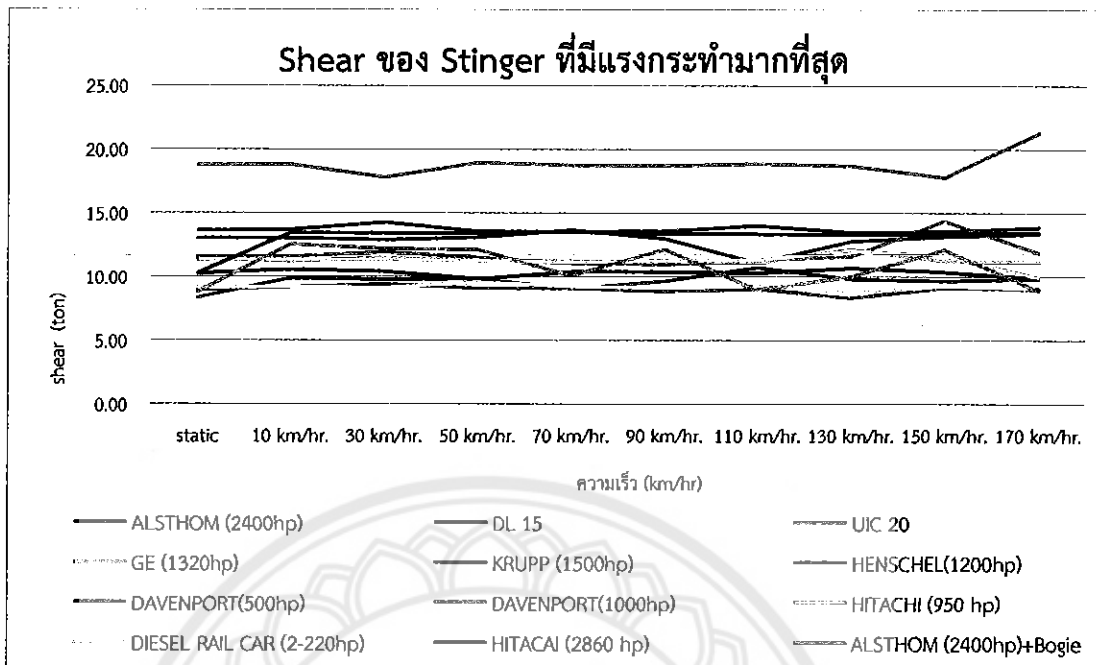 Shear ของ Stinger ที่มีแรงกระทำมากที่สุด
25.00
20.00
15.00
10.00
5.00
0.00
shear (ton)
static 10 km/hr. 30 km/hr. 50 km/hr. 70 km/hr. 90 km/hr. 110 km/hr. 130 km/hr. 150 km/hr. 170 km/hr.
ความเร็ว (km/hr)
ALSTHOM (2400hp) DL 15 UIC 20
GE (1320hp) KRUPP (1500hp) HENSCHEL(1200hp)
DAVENPORT(500hp) DAVENPORT(1000hp) HITACHI (950 hp)
DIESEL RAIL CAR (2-220hp) HITACAI (2860 hp) ALSTHOM (2400hp)+Bogie